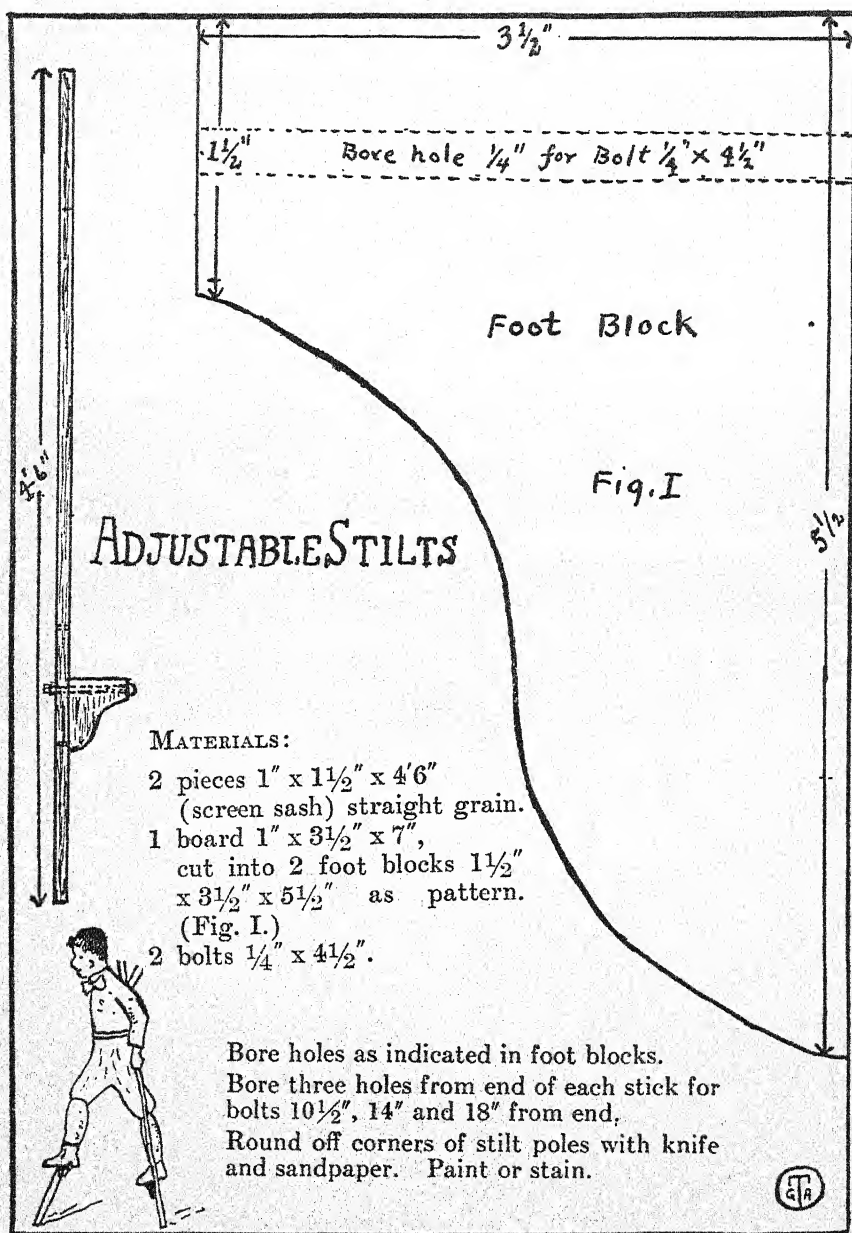 3½"
1½"
Bore hole ¼" for Bolt ¼" x 4½"
Foot Block
Fig. I
4'6"
5½
ADJUSTABLE STILTS
MATERIALS:
2 pieces 1" x 1½" x 4'6"
(screen sash) straight grain.
1 board 1" x 3½" x 7",
cut into 2 foot blocks 1½"
x 3½" x 5½" as pattern.
(Fig. I.)
2 bolts ¼" x 4½".
Bore holes as indicated in foot blocks.
Bore three holes from end of each stick for
bolts 10½", 14" and 18" from end.
Round off corners of stilt poles with knife
and sandpaper. Paint or stain.
GTA